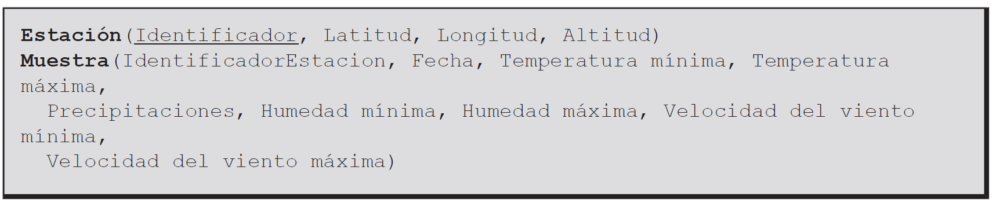 Estación(Identificador, Latitud, Longitud, Altitud)
Muestra(IdentificadorEstacion, Fecha, Temperatura mínima, Temperatura
máxima,
Precipitaciones, Humedad mínima, Humedad máxima, Velocidad del viento
mínima,
Velocidad del viento máxima)